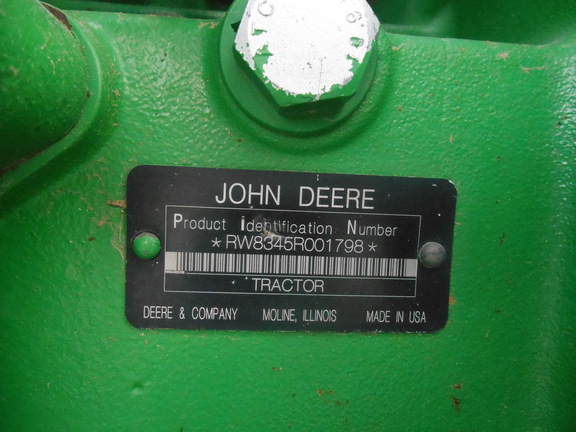 JOHN DEERE
Product Identification Number
* RW8345R001798 *
TRACTOR
DEERE & COMPANY MOLINE, ILLINOIS MADE IN USA